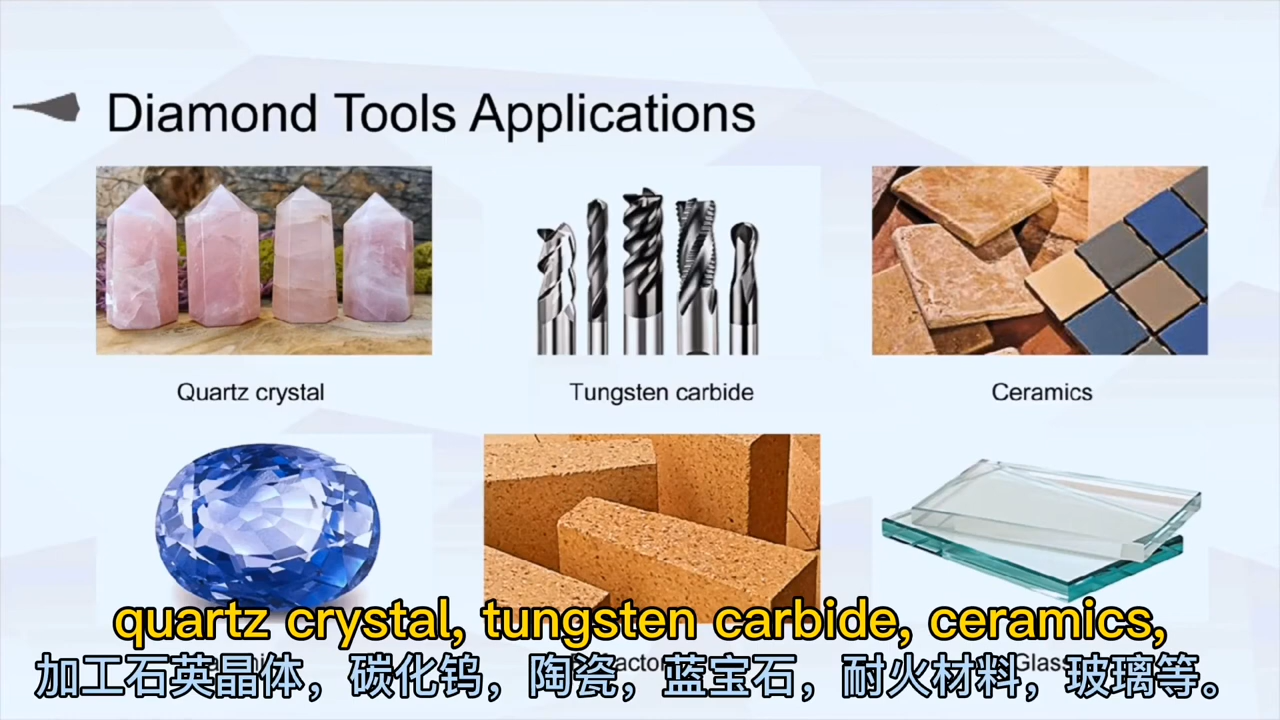 Diamond Tools Applications
Quartz crystal
Tungsten carbide
Ceramics
quartz crystal, tungsten carbide, ceramics,
加工石英晶体，碳化钨，陶瓷，蓝宝石，耐火材料，玻璃等。
Glass